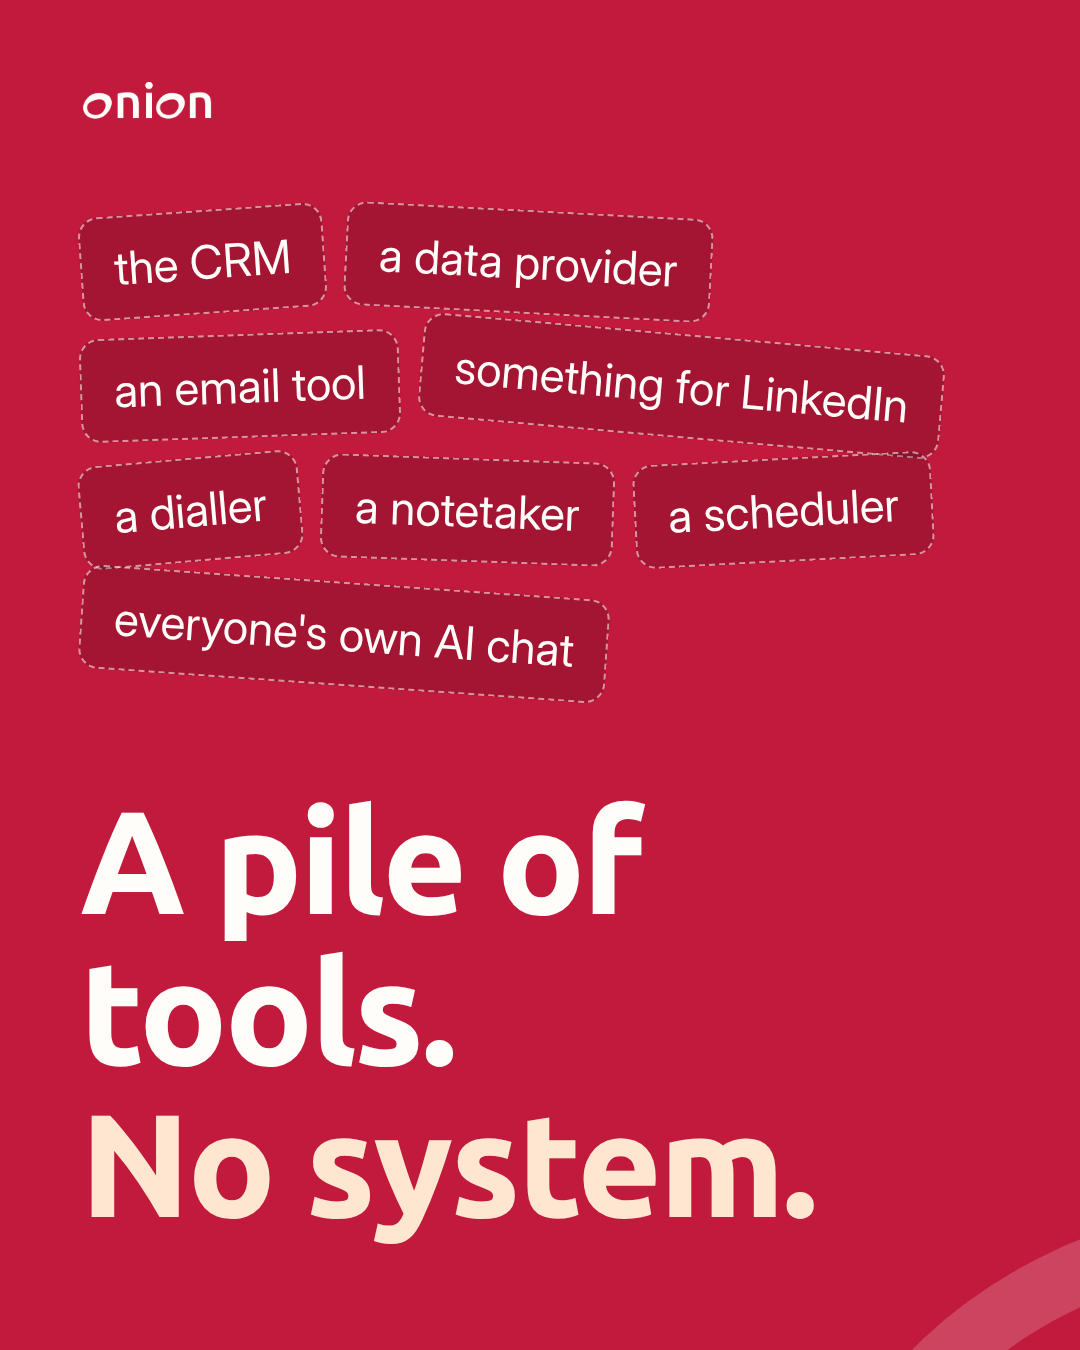 onion
the CRM
a data provider
an email tool
something for LinkedIn
a dialler
a notetaker
a scheduler
everyone's own AI chat
A pile of
tools.
No system.